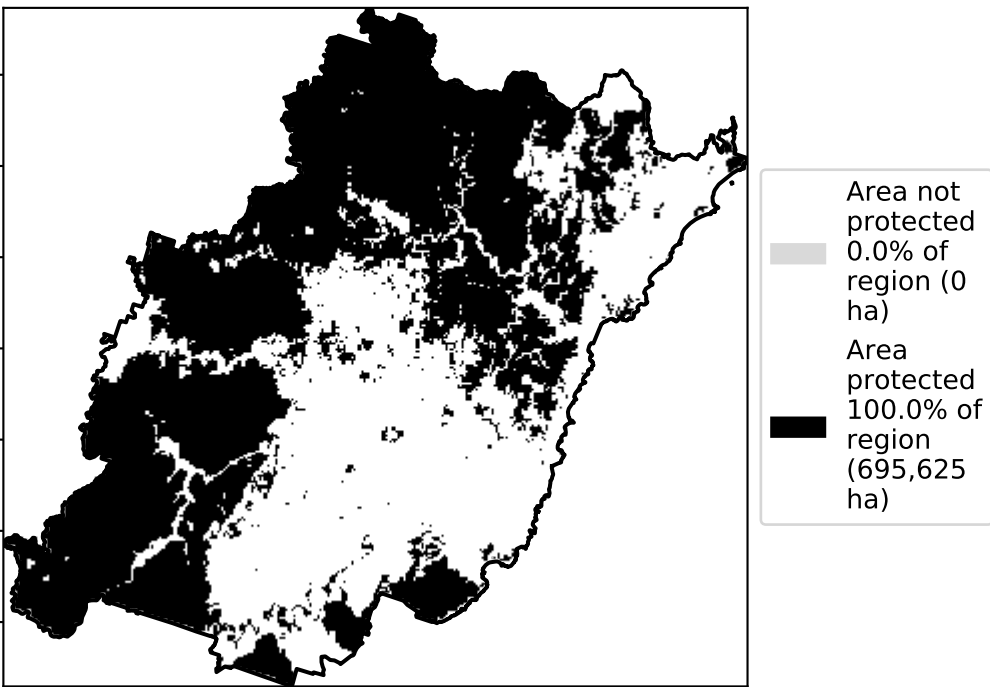 Area not
protected
0.0% of
region (0
ha)
Area
protected
100.0% of
region
(695,625
ha)